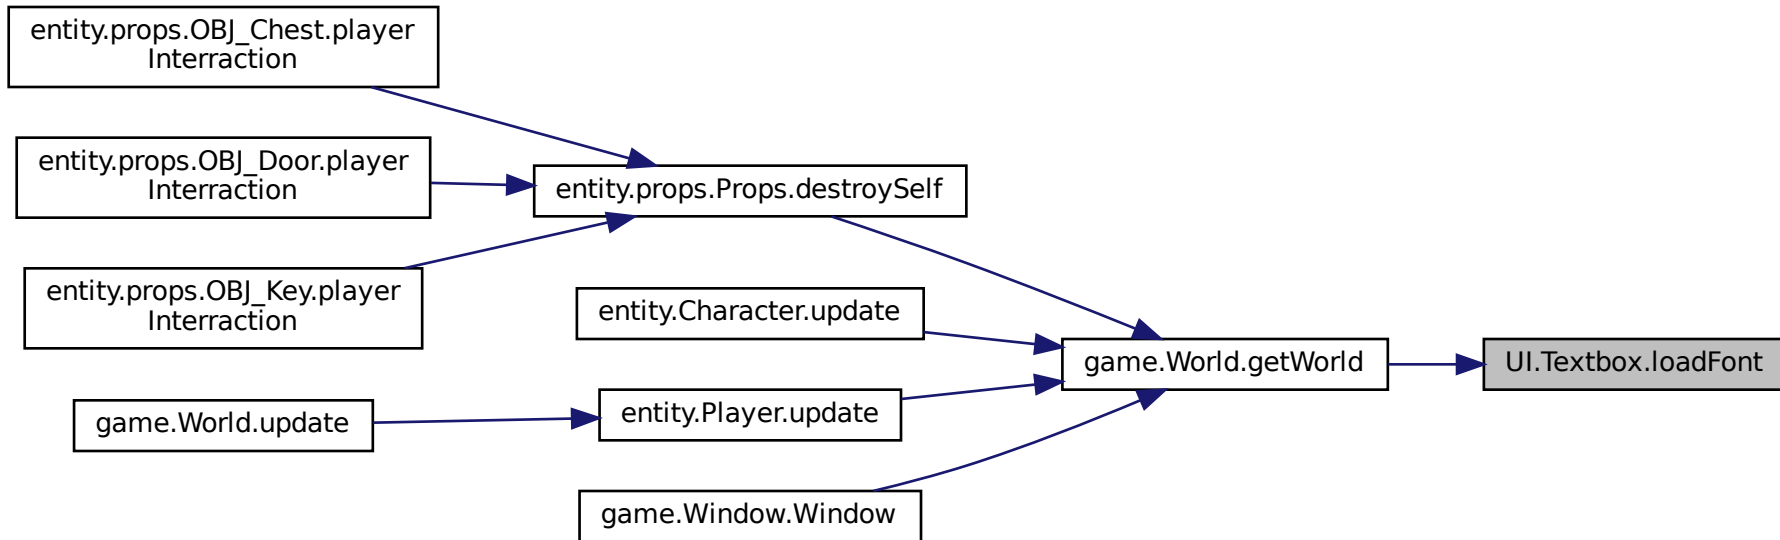 entity.props.OBJ_Chest.player
Interraction
entity.props.OBJ_Door.player
Interraction
entity.props.Props.destroySelf
entity.props.OBJ_Key.player
Interraction
entity.Character.update
game.World.getWorld
UI.Textbox.loadFont
entity.Player.update
game.World.update
game.Window.Window